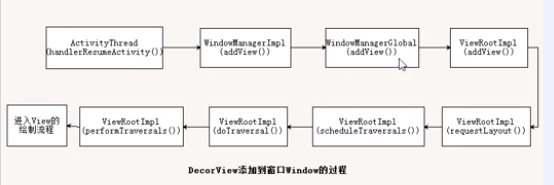 ActivityThread
(handlerResumeActivity())
WindowManagerImpl
(addView())
WindowManagerGlobal
(addView())
ViewRootImpl
(addView())
进入View的
绘制流程
ViewRootImpl
(performTraversals())
ViewRootImpl
(doTraversal())
ViewRootImpl
(scheduleTraversals())
ViewRootImpl
(requestLayout())
DecorView添加到窗口Window的过程